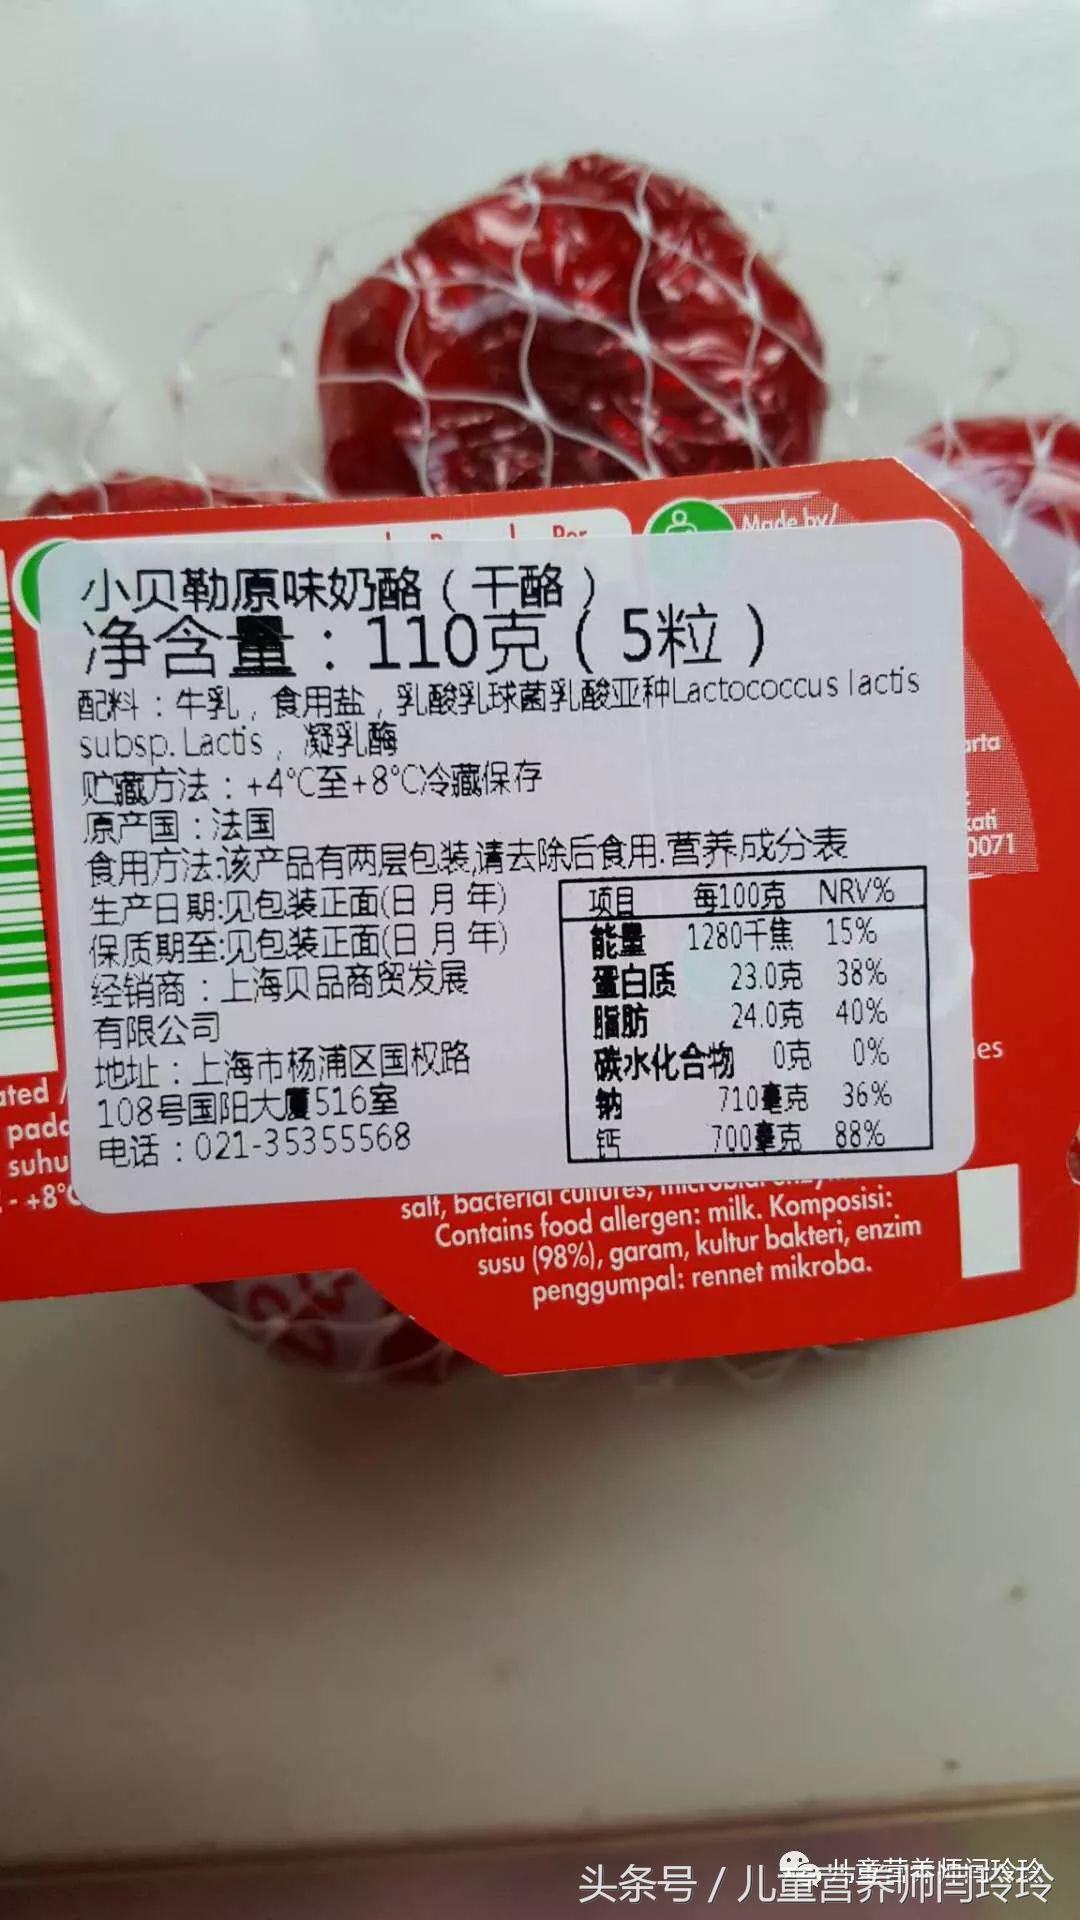 Made by/
小贝勒原味奶酪（干酪）
净含量：110克（5粒）
配料：牛乳，食用盐，乳酸乳球菌乳酸亚种Lactococcus lactis
subsp. Lactis，凝乳酶
贮藏方法：+4℃至+8℃冷藏保存
原产国：法国
食用方法:该产品有两层包装,请去除后食用.
生产日期:见包装正面(日 月 年)
保质期至:见包装正面(日 月 年)
经销商：上海贝品商贸发展
有限公司
地址：上海市杨浦区国权路
108号国阳大厦516室
电话：021-35355568
营养成分表
项目 每100克 NRV%
能量 1280千焦 15%
蛋白质 23.0克 38%
脂肪 24.0克 40%
碳水化合物 0克 0%
钠 710毫克 36%
钙 700毫克 88%
0071
suhu
+8°C
salt, bacterial cultures,
Contains food allergen: milk. Komposisi:
susu (98%), garam, kultur bakteri, enzim
penggumpal: rennet mikroba.
头条号 / 儿童营养师闫玲玲